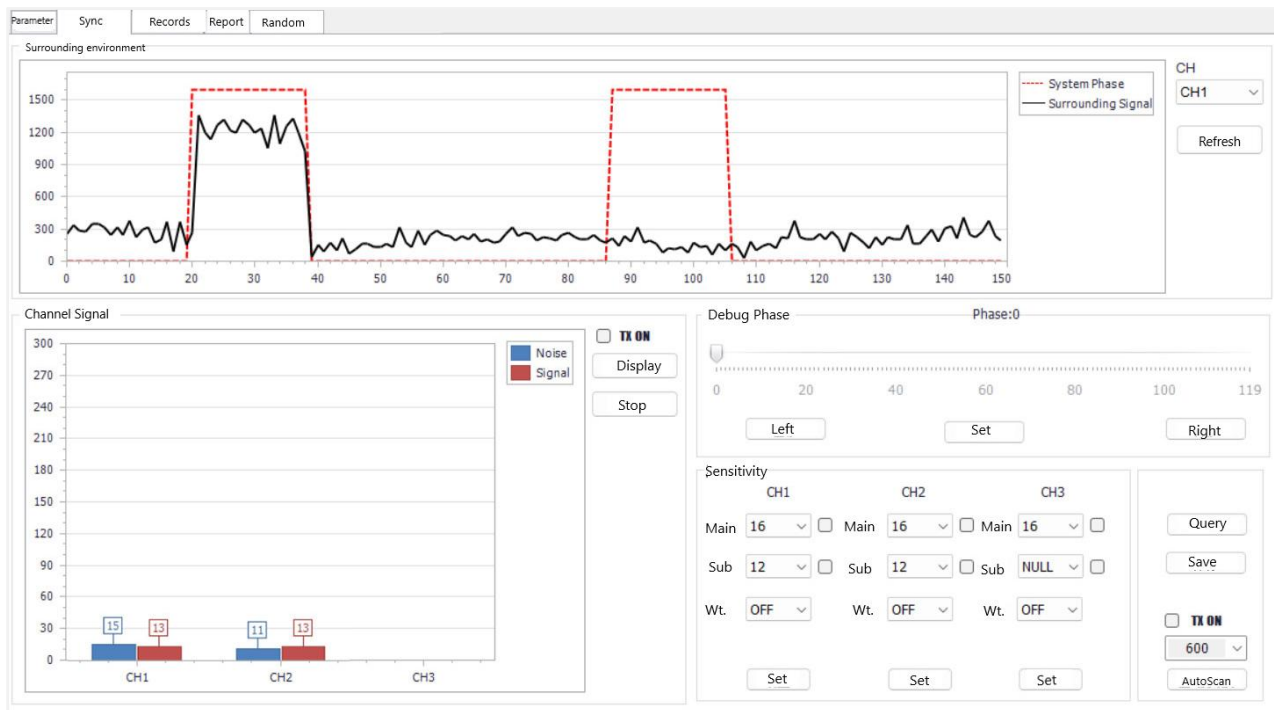 Parameter Sync Records Report Random
Surrounding environment
1500
1200
900
600
300
0
0 10 20 30 40 50 60 70 80 90 100 110 120 130 140 150
System Phase
Surrounding Signal
CH
CH1
Refresh
Channel Signal
300
270
240
210
180
150
120
90
60
30
0
15 13 11 13
CH1 CH2 CH3
Noise
Signal
TX ON
Display
Stop
Debug Phase Phase:0
0 20 40 60 80 100 119
Left Set Right
Sensitivity
CH1 CH2 CH3
Main 16 Main 16 Main 16
Sub 12 Sub 12 Sub NULL
Wt. OFF Wt. OFF Wt. OFF
Set Set Set
Query
Save
TX ON
600
AutoScan